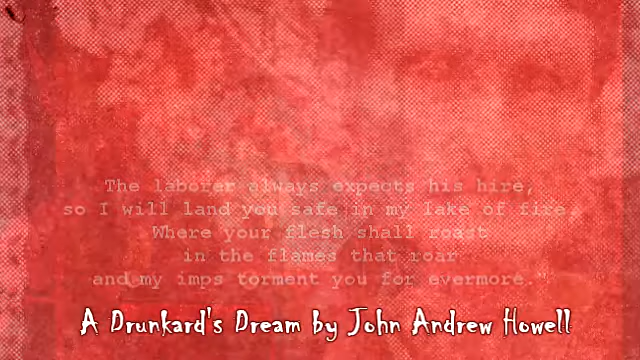 The laborer always expects his hire,
so I will land you safe in my lake of fire.
Where your flesh shall roast
in the flames that roar
and my imps torment you for evermore."
A Drunkard's Dream by John Andrew Howell